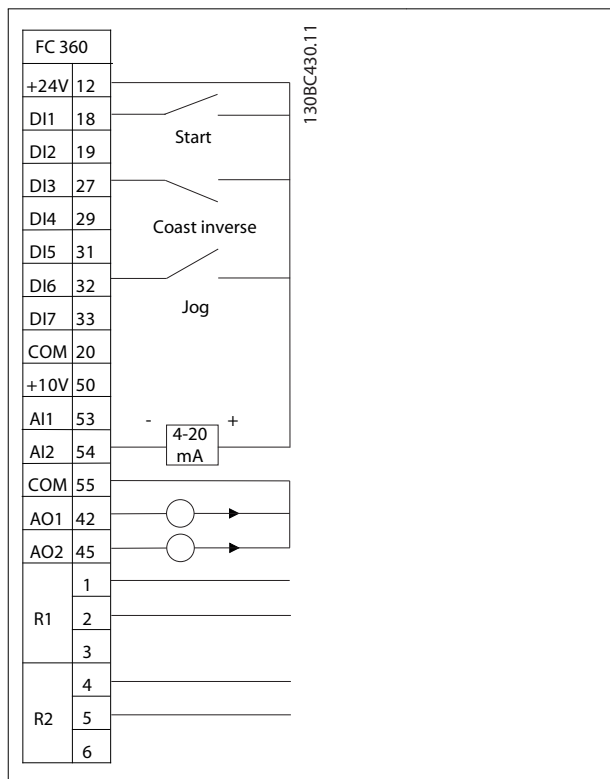 FC 360
130BC430.11
+24V 12
DI1 18
Start
DI2 19
DI3 27
Coast inverse
DI4 29
DI5 31
DI6 32
Jog
DI7 33
COM 20
+10V 50
AI1 53
- +
4-20
mA
AI2 54
COM 55
AO1 42
AO2 45
R1
1
2
3
R2
4
5
6